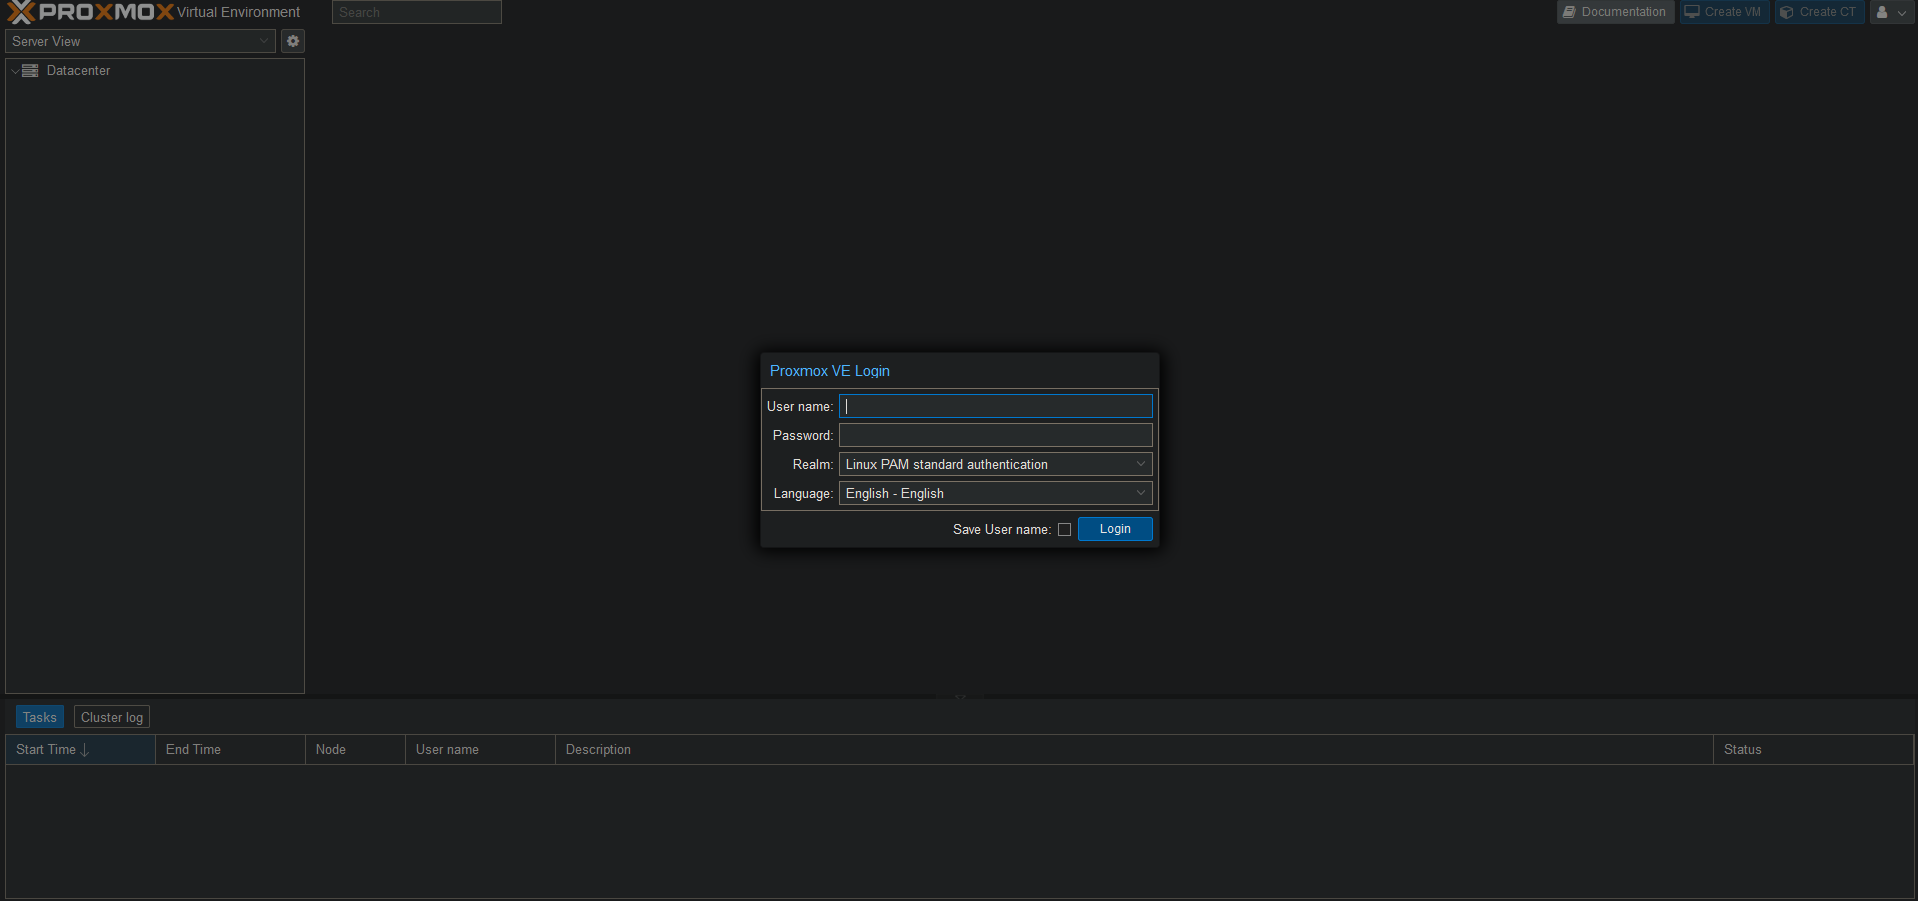 PROXMOX Virtual Environment Search Documentation Create VM Create CT
Server View
Datacenter
Proxmox VE Login
User name:
Password:
Realm: Linux PAM standard authentication
Language: English - English
Save User name: Login
Tasks Cluster log
Start Time End Time Node User name Description Status